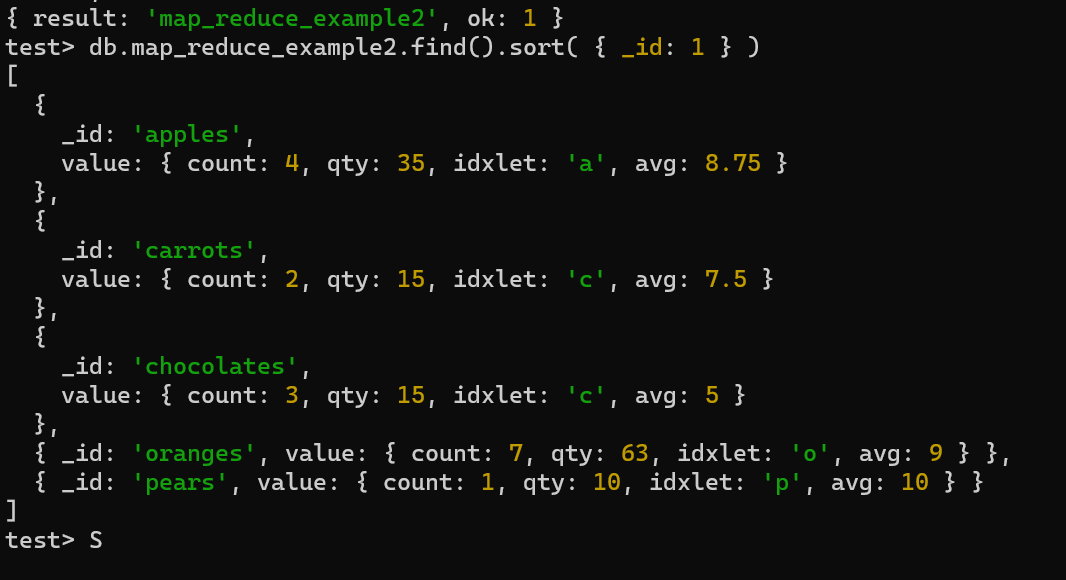 { result: 'map_reduce_example2', ok: 1 }
test> db.map_reduce_example2.find().sort( { _id: 1 } )
[
  {
    _id: 'apples',
    value: { count: 4, qty: 35, idxlet: 'a', avg: 8.75 }
  },
  {
    _id: 'carrots',
    value: { count: 2, qty: 15, idxlet: 'c', avg: 7.5 }
  },
  {
    _id: 'chocolates',
    value: { count: 3, qty: 15, idxlet: 'c', avg: 5 }
  },
  { _id: 'oranges', value: { count: 7, qty: 63, idxlet: 'o', avg: 9 } },
  { _id: 'pears', value: { count: 1, qty: 10, idxlet: 'p', avg: 10 } }
]
test> S